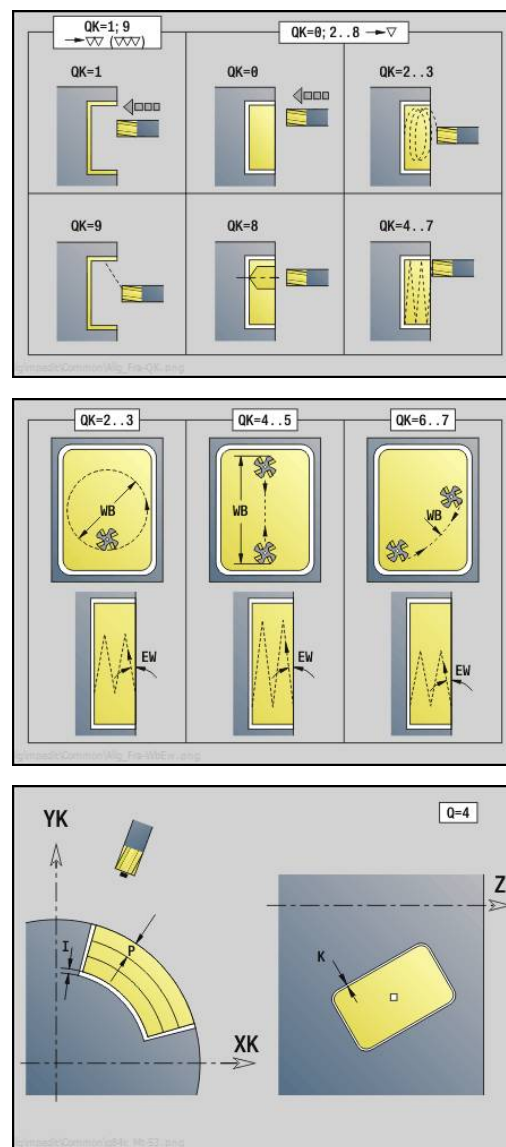 QK=1; 9
QK=0; 2..8
QK=1
QK=0
QK=2..3
QK=9
QK=8
QK=4..7
QK=2..3
QK=4..5
QK=6..7
WB
WB
WB
EW
EW
EW
YK
Q=4
Z
I
P
K
XK